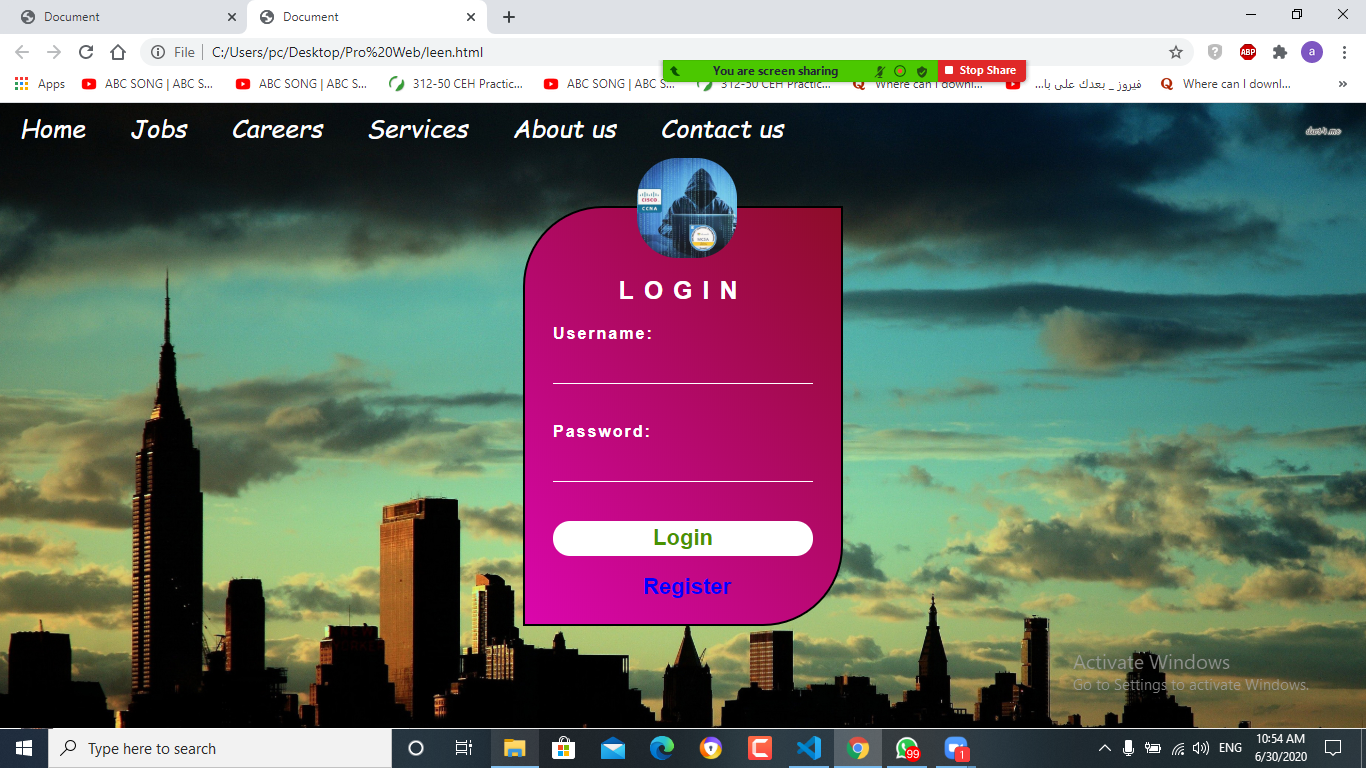 Document
Document
File
C:/Users/pc/Desktop/Pro%20Web/leen.html
ABP
a
Apps
ABC SONG | ABC S...
ABC SONG | ABC S...
312-50 CEH Practic...
ABC SONG | ABC S...
312-50 CEH Practic...
Where can I downl...
فيروز _ بعدك على با...
Where can I downl...
You are screen sharing
Stop Share
Home Jobs Careers Services About us Contact us
CISCO
CCNA
LOGIN
Username:
Password:
Login
Register
Activate Windows
Go to Settings to activate Windows.
Type here to search
99
1
ENG
10:54 AM
6/30/2020